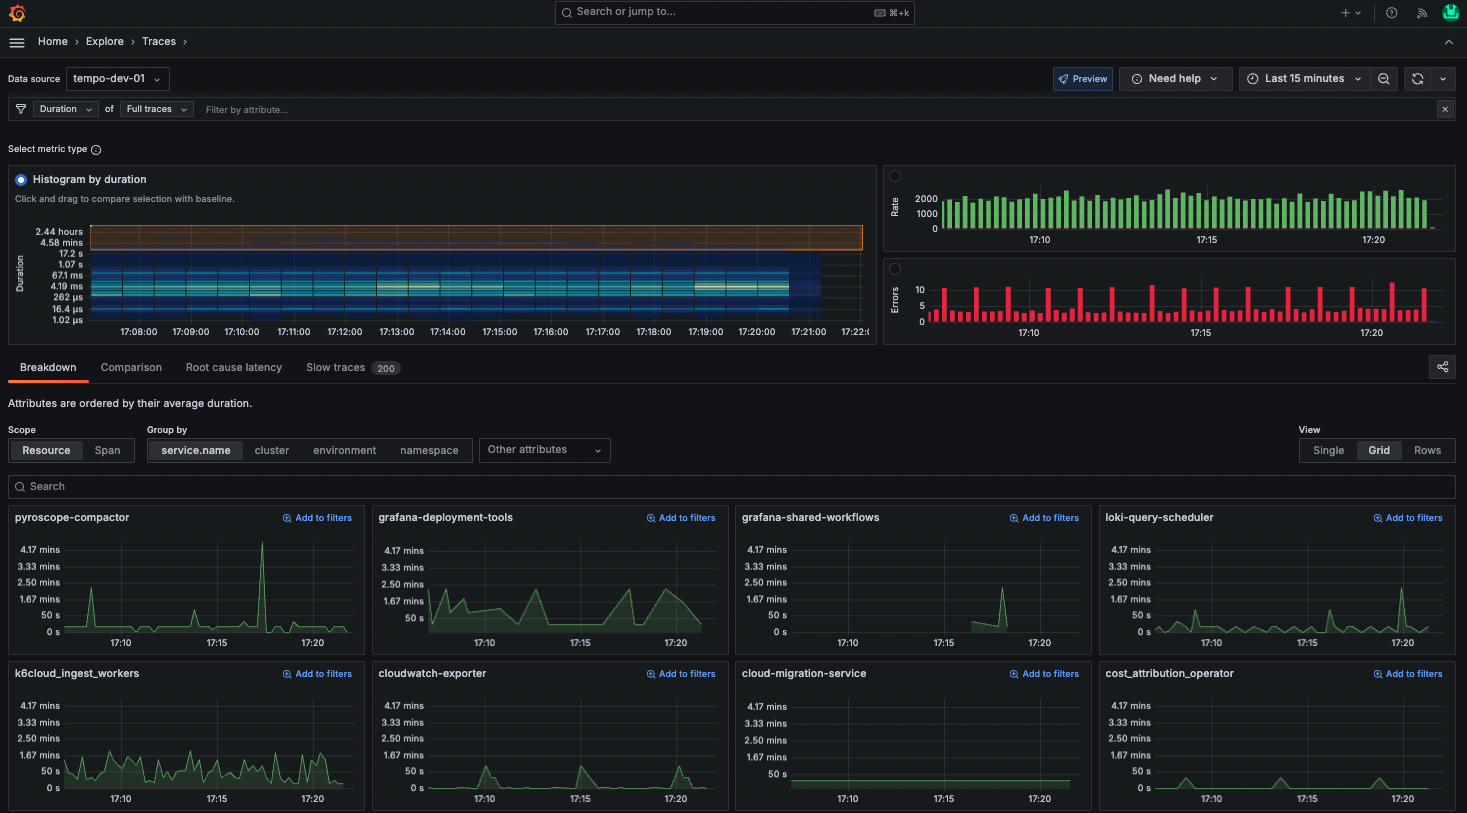 Search or jump to... ⌘+k
Home › Explore › Traces ›
Data source tempo-dev-01
Preview Need help Last 15 minutes
Duration of Full traces Filter by attribute...
Select metric type
Histogram by duration
Click and drag to compare selection with baseline.
Duration
2.44 hours
4.58 mins
17.2 s
1.07 s
67.1 ms
4.19 ms
262 µs
16.4 µs
1.02 µs
17:08:00 17:09:00 17:10:00 17:11:00 17:12:00 17:13:00 17:14:00 17:15:00 17:16:00 17:17:00 17:18:00 17:19:00 17:20:00 17:21:00 17:22:0
Rate
2000
1000
0
17:10 17:15 17:20
Errors
10
5
0
17:10 17:15 17:20
Breakdown Comparison Root cause latency Slow traces 200
Attributes are ordered by their average duration.
Scope Group by View
Resource Span service.name cluster environment namespace Other attributes Single Grid Rows
Search
pyroscope-compactor Add to filters
4.17 mins
3.33 mins
2.50 mins
1.67 mins
50 s
0 s
17:10 17:15 17:20
grafana-deployment-tools Add to filters
4.17 mins
3.33 mins
2.50 mins
1.67 mins
50 s
17:10 17:15 17:20
grafana-shared-workflows Add to filters
4.17 mins
3.33 mins
2.50 mins
1.67 mins
50 s
0 s
17:10 17:15 17:20
loki-query-scheduler Add to filters
4.17 mins
3.33 mins
2.50 mins
1.67 mins
50 s
0 s
17:10 17:15 17:20
k6cloud_ingest_workers Add to filters
4.17 mins
3.33 mins
2.50 mins
1.67 mins
50 s
0 s
17:10 17:15 17:20
cloudwatch-exporter Add to filters
4.17 mins
3.33 mins
2.50 mins
1.67 mins
50 s
0 s
17:10 17:15 17:20
cloud-migration-service Add to filters
4.17 mins
3.33 mins
2.50 mins
1.67 mins
50 s
17:10 17:15 17:20
cost_attribution_operator Add to filters
4.17 mins
3.33 mins
2.50 mins
1.67 mins
50 s
0 s
17:10 17:15 17:20